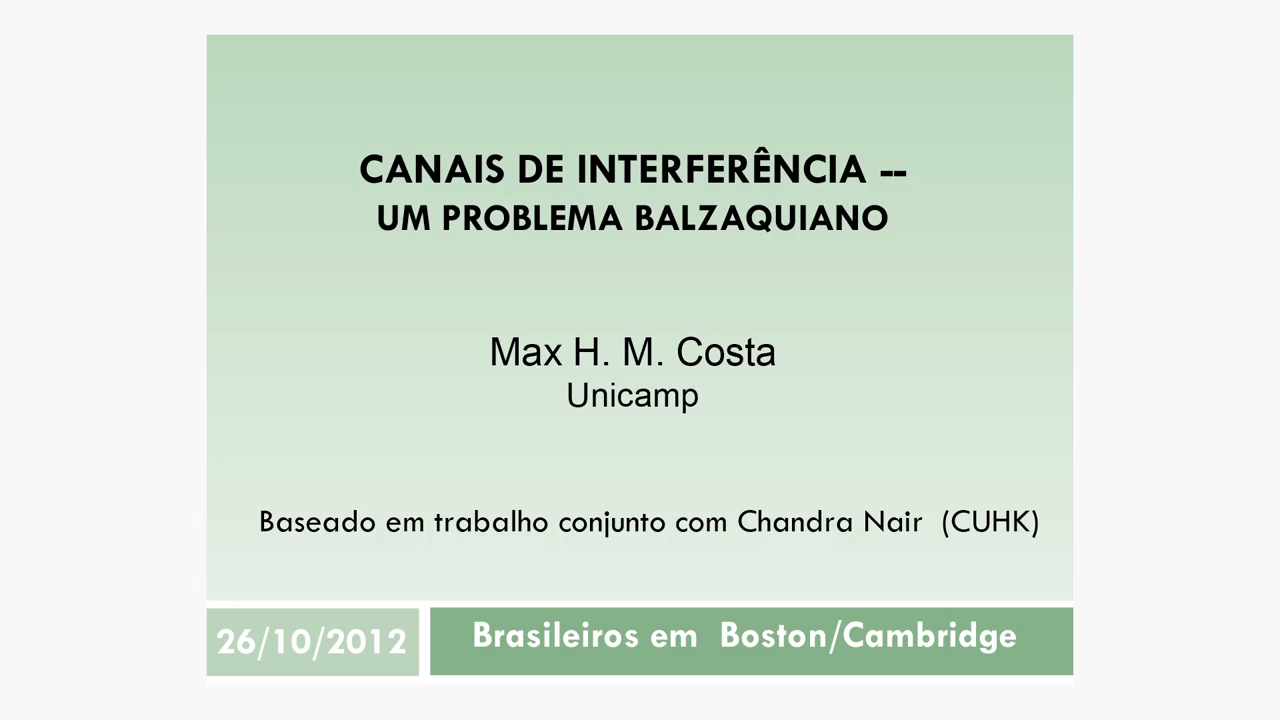 CANAIS DE INTERFERÊNCIA --
UM PROBLEMA BALZAQUIANO
Max H. M. Costa
Unicamp
Baseado em trabalho conjunto com Chandra Nair (CUHK)
26/10/2012
Brasileiros em Boston/Cambridge